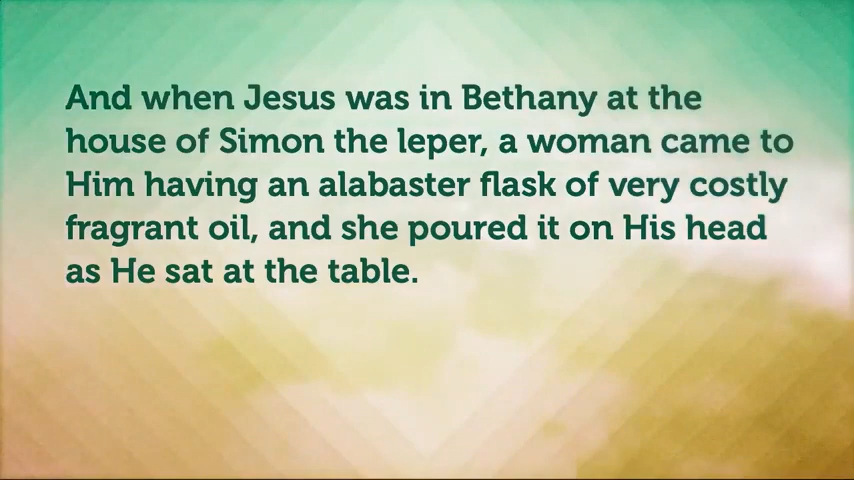 And when Jesus was in Bethany at the
house of Simon the leper, a woman came to
Him having an alabaster flask of very costly
fragrant oil, and she poured it on His head
as He sat at the table.